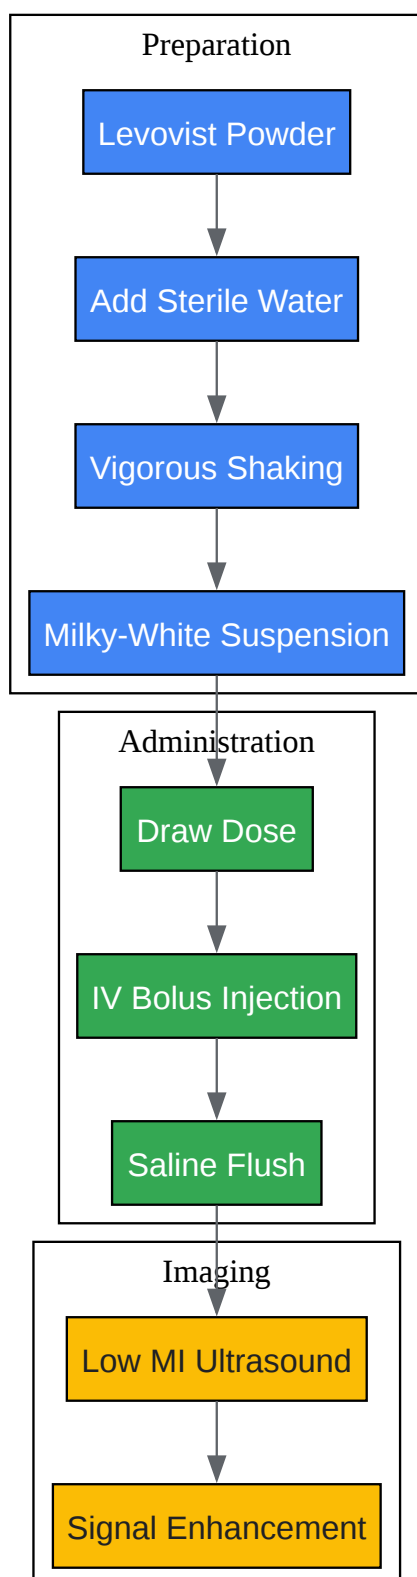 Preparation
Levovist Powder
Add Sterile Water
Vigorous Shaking
Milky-White Suspension
Administration
Draw Dose
IV Bolus Injection
Saline Flush
Imaging
Low MI Ultrasound
Signal Enhancement